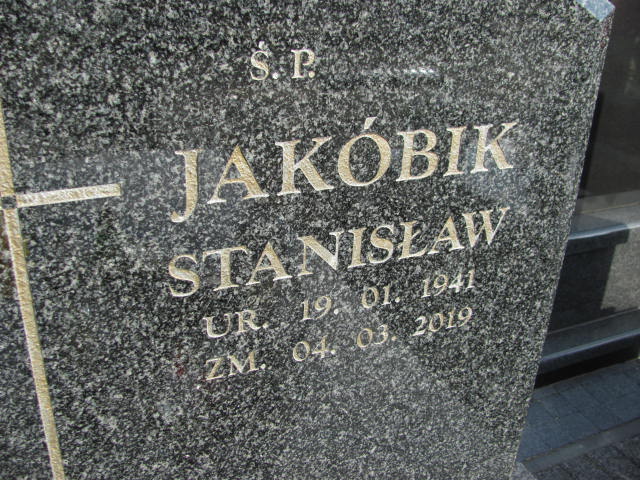 Ś.P.
JAKÓBIK
STANISŁAW
UR. 19. 01. 1941
ZM. 04. 03. 2019